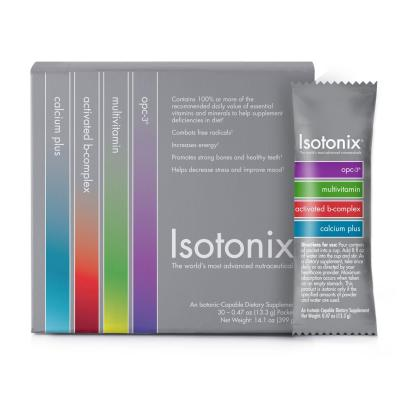 calcium plus
activated b-complex
multivitamin
opc-3®
Contains 100% or more of the
recommended daily value of essential
vitamins and minerals to help supplement
deficiencies in diet
Combats free radicals
Increases energy
Promotes strong bones and healthy teeth
Helps decrease stress and improve mood
Isotonix
The world's most advanced nutraceutical
An Isotonic-Capable Dietary Supplement
30 – 0.47 oz (13.3 g) Packets
Net Weight: 14.1 oz (399 g
Isotonix®
The world's most advanced nutraceuticals
opc-3®
multivitamin
activated b-complex
calcium plus
Directions for use: Pour contents
of packet into a cup. Add 8 fl oz
of water into the cup and stir. As
a dietary supplement, take once
daily or as directed by your
healthcare provider. Maximum
absorption occurs when taken
on an empty stomach. This
product is isotonic only if the
specified amounts of powder
and water are used.
An Isotonic-Capable Dietary Supplement
Net Weight 0.47 oz (13.3 g)